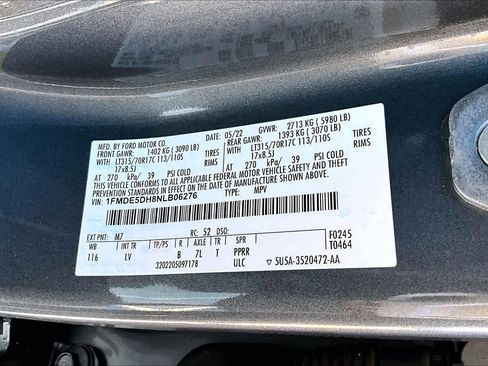 MFD. BY FORD MOTOR CO.
05/22 GVWR: 2713 KG ( 5980 LB)
FRONT GAWR: 1402 KG ( 3090 LB) 1393 KG ( 3070 LB)
LT315/70R17C 113/110S TIRES LT315/70R17C 113/110S TIRES
17x8.5J RIMS 17x8.5J RIMS
AT 270 kPa/ 39 PSI COLD AT 270 kPa/ 39 PSI COLD
THIS VEHICLE CONFORMS TO ALL APPLICABLE FEDERAL MOTOR VEHICLE SAFETY, BUMPER, AND THEFT
PREVENTION STANDARDS IN EFFECT ON THE DATE OF MANUFACTURE SHOWN ABOVE.
VIN: 1FMDE5DH8NLB06276
TYPE: MPV
EXT PNT: M7 RC: 52 DSO: F0245
WB INT TR TP/PS R AXLE TR SPR T0464
116 LV B 7L T PPRR
3202205097178 ULC ▽ 5U5A-3520472-AA